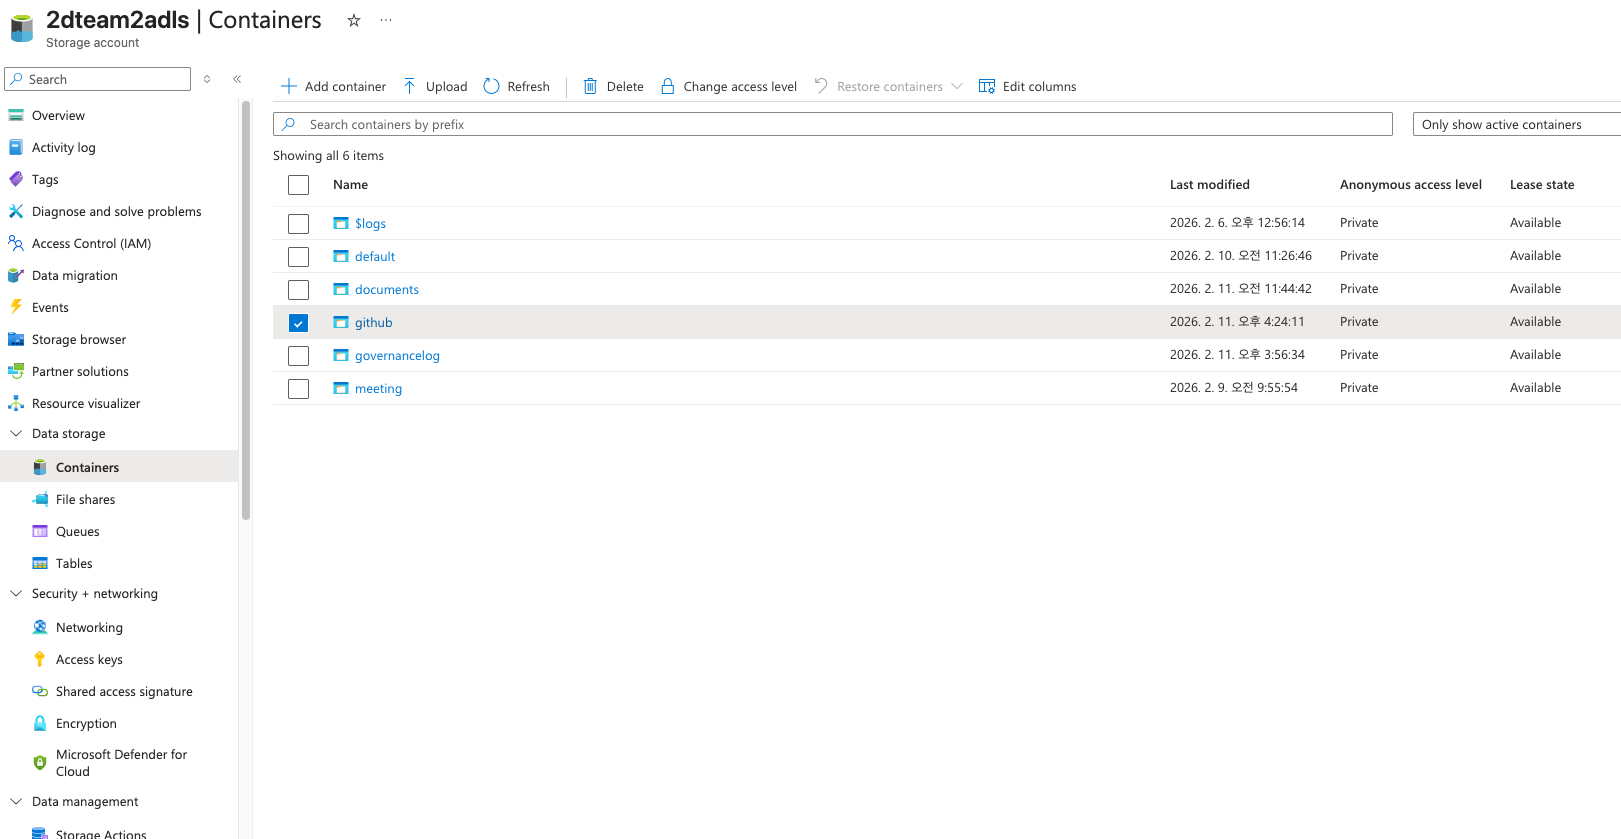 2dteam2adls | Containers
Storage account
Search
Overview
Activity log
Tags
Diagnose and solve problems
Access Control (IAM)
Data migration
Events
Storage browser
Partner solutions
Resource visualizer
Data storage
Containers
File shares
Queues
Tables
Security + networking
Networking
Access keys
Shared access signature
Encryption
Microsoft Defender for
Cloud
Data management
Storage Actions
Add container Upload Refresh Delete Change access level Restore containers Edit columns
Search containers by prefix Only show active containers
Showing all 6 items
Name Last modified Anonymous access level Lease state
$logs 2026. 2. 6. 오후 12:56:14 Private Available
default 2026. 2. 10. 오전 11:26:46 Private Available
documents 2026. 2. 11. 오전 11:44:42 Private Available
github 2026. 2. 11. 오후 4:24:11 Private Available
governancelog 2026. 2. 11. 오후 3:56:34 Private Available
meeting 2026. 2. 9. 오전 9:55:54 Private Available